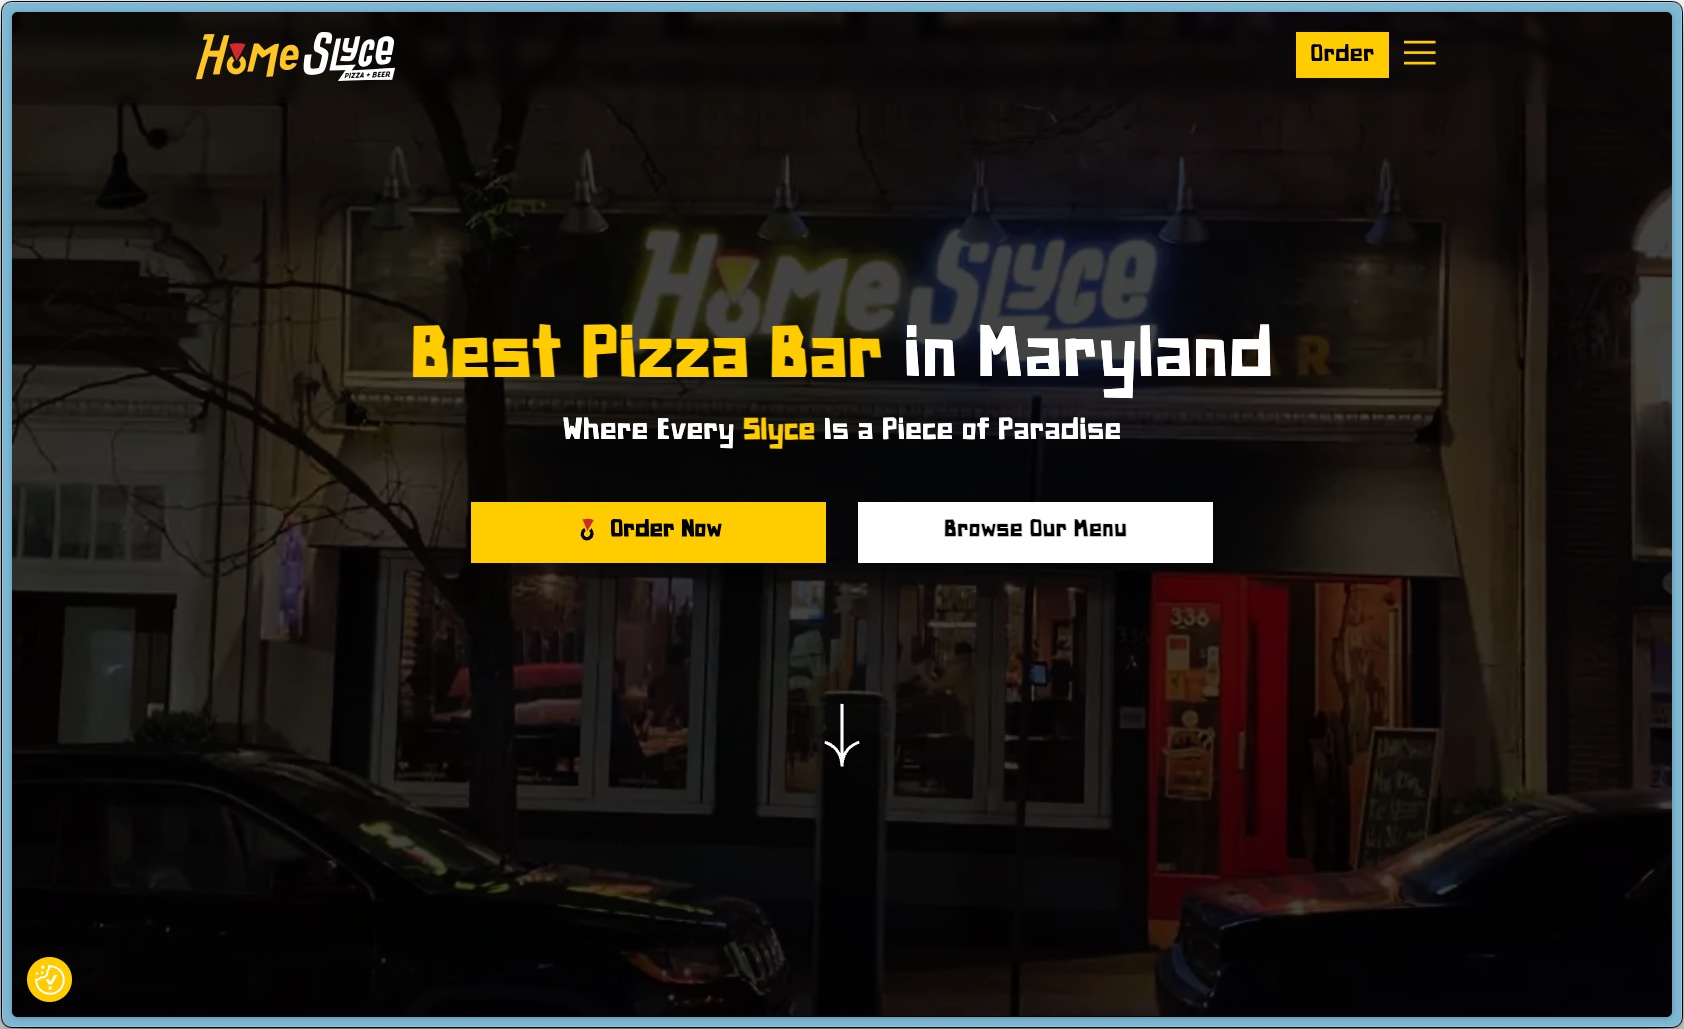 Home Slyce
PIZZA + BEER
Order
Home Slyce
BAR
Best Pizza Bar in Maryland
Where Every Slyce Is a Piece of Paradise
Order Now
Browse Our Menu
336